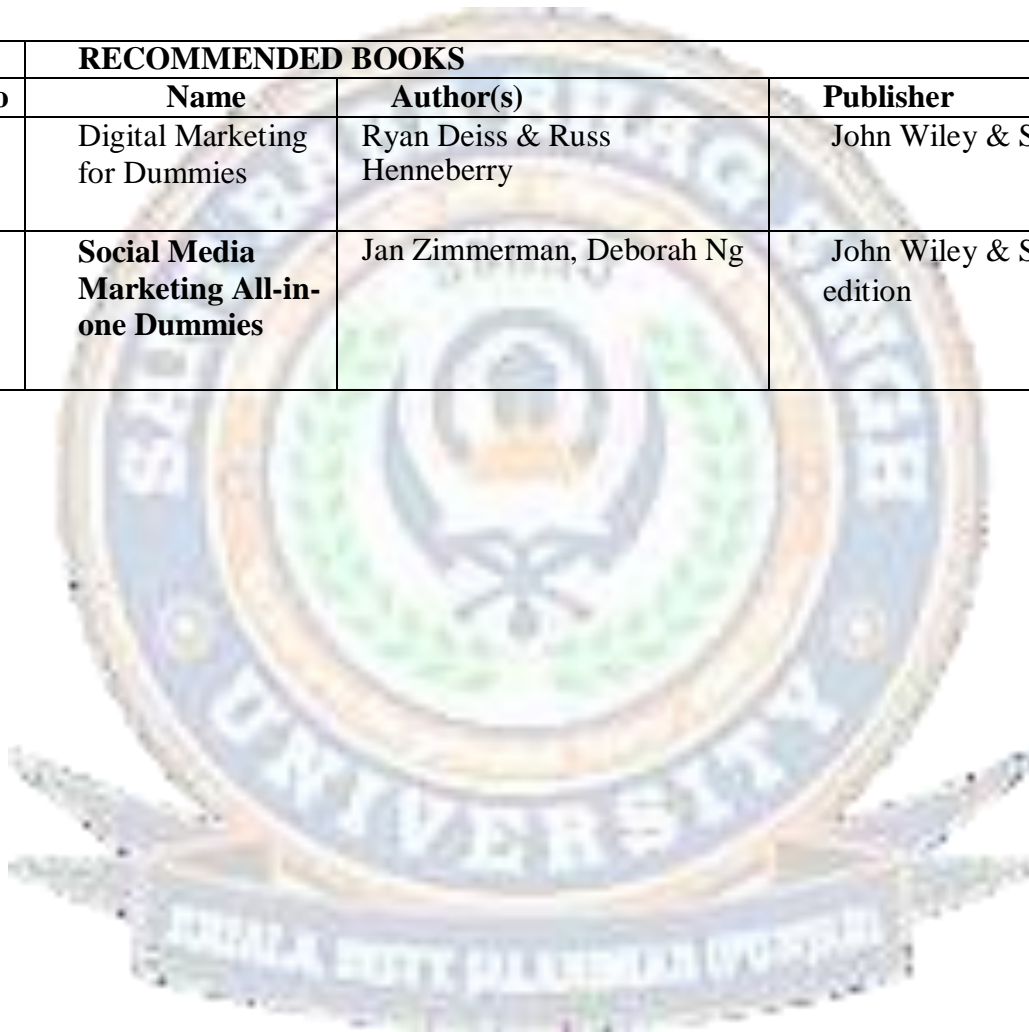 RECOMMENDED BOOKS
Name Author(s) Publisher
Digital Marketing for Dummies
Ryan Deiss & Russ Henneberry
John Wiley & S
Social Media Marketing All-in-one Dummies
Jan Zimmerman, Deborah Ng
John Wiley & S
edition
UNIVERSITY